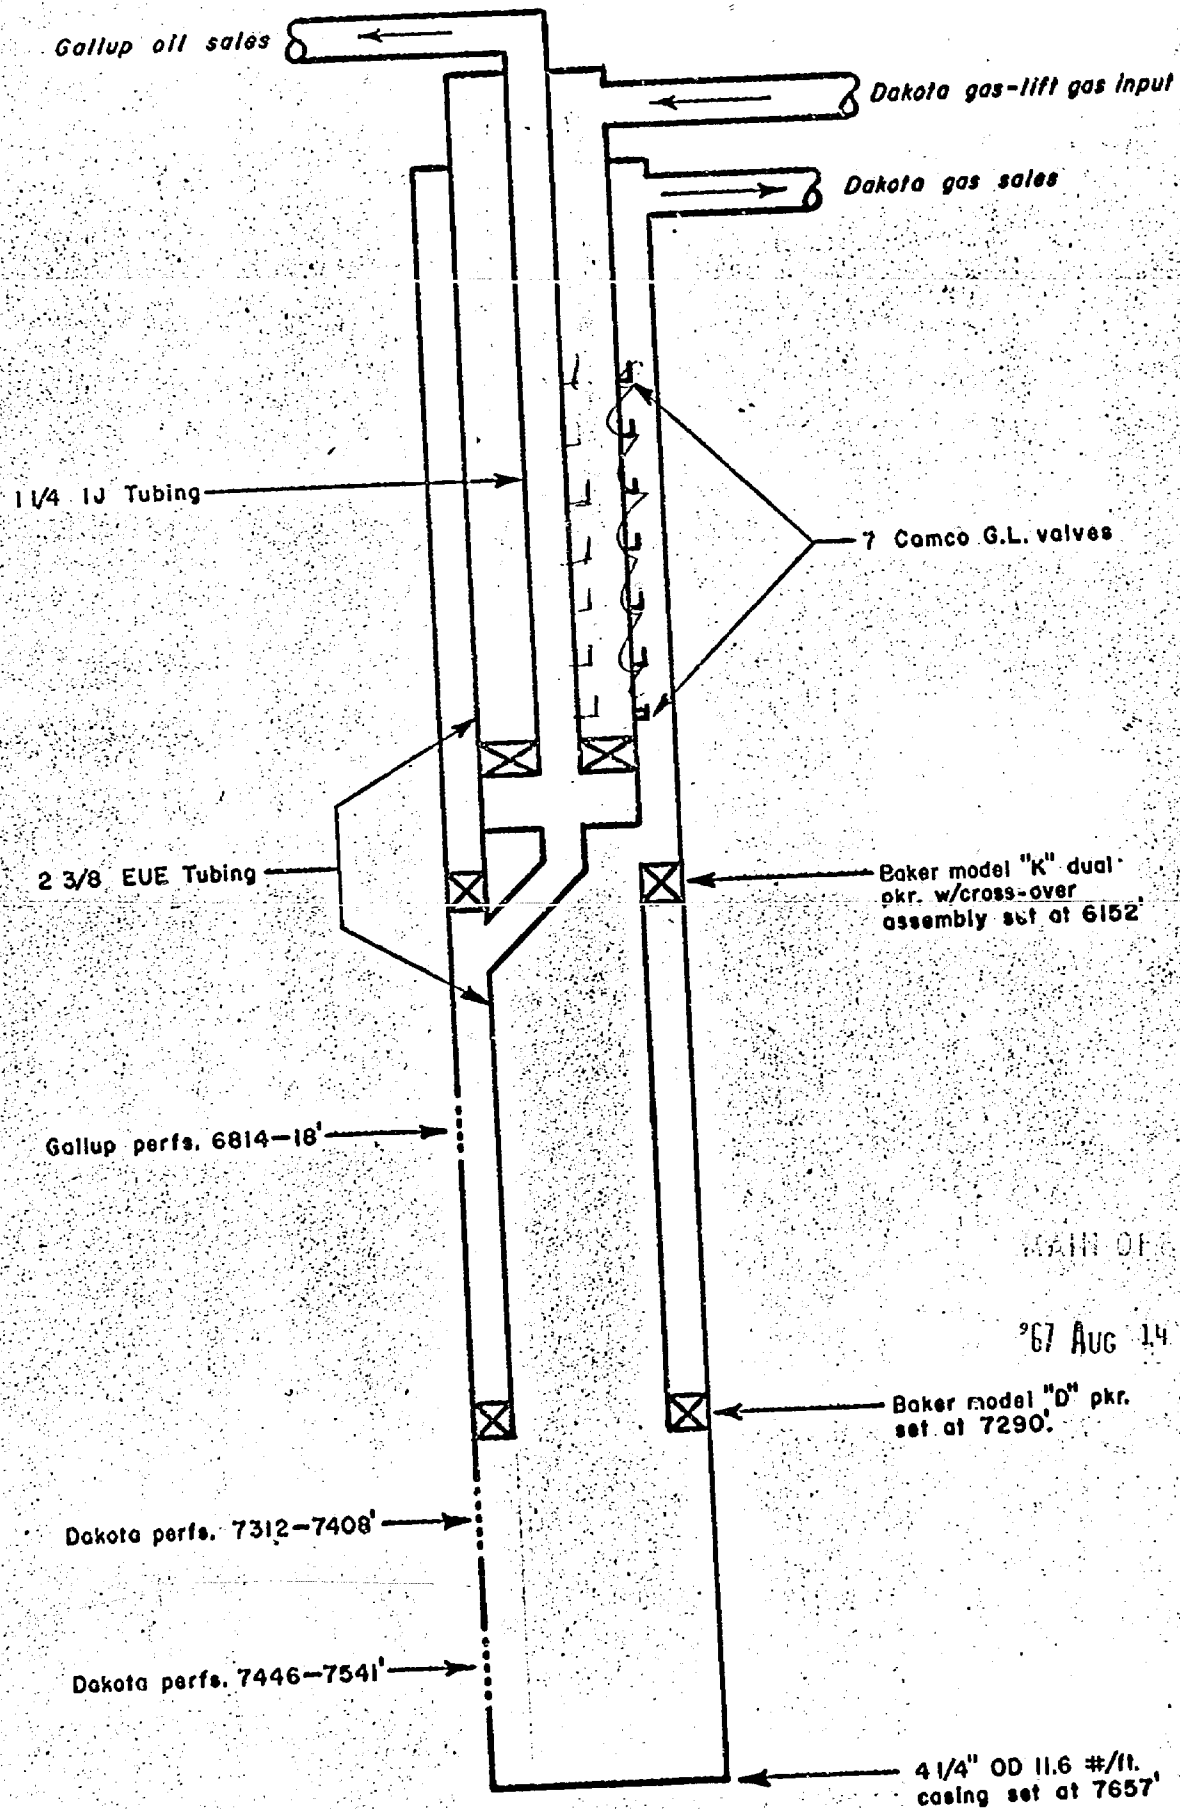 Gallup oil sales
Dakota gas-lift gas input
Dakota gas sales
1 1/4 IJ Tubing
7 Camco G.L. valves
2 3/8 EUE Tubing
Baker model "K" dual
pkr. w/cross-over
assembly set at 6152'
Gallup perfs. 6814-18'
MAIN OF
'67 AUG 14
Baker model "D" pkr.
set at 7290'.
Dakota perfs. 7312-7408'
Dakota perfs. 7446-7541'
4 1/4" OD 11.6 #/ft.
casing set at 7657'